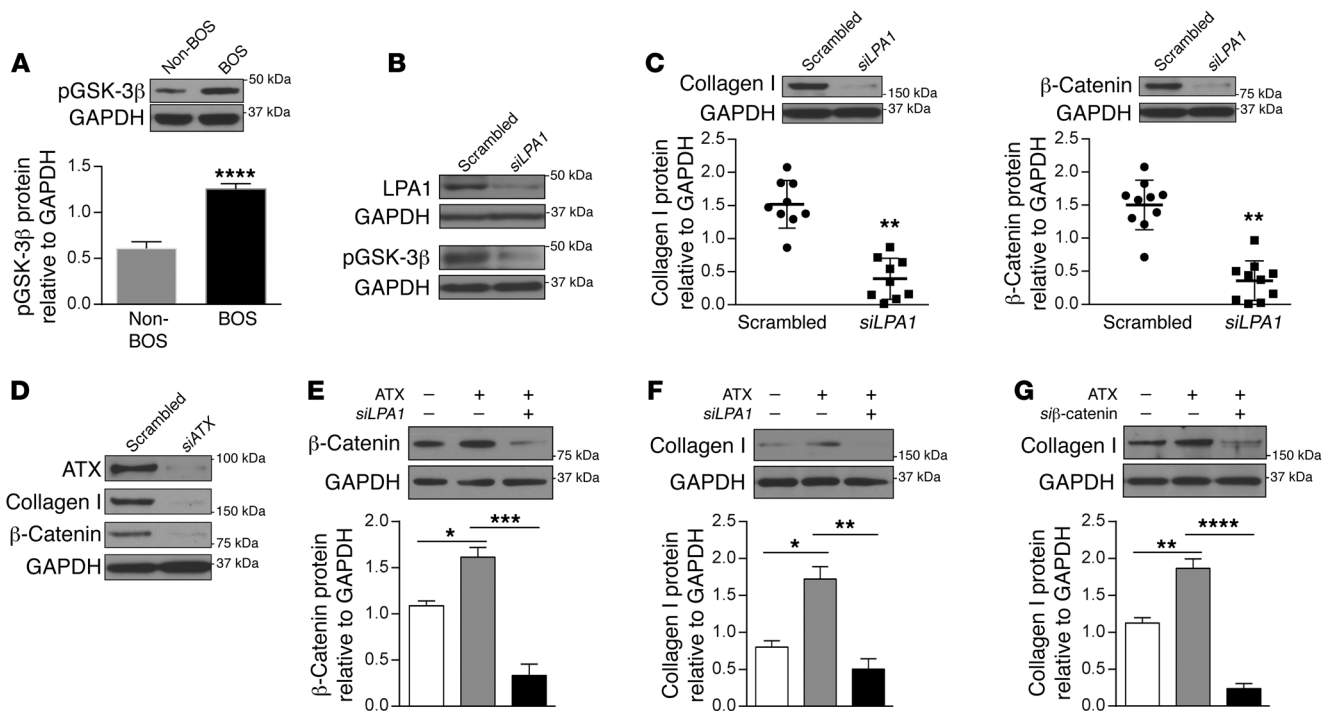 A
Non-BOS
BOS
pGSK-3β
50 kDa
GAPDH
37 kDa
pGSK-3β protein
relative to GAPDH
1.5
1.0
0.5
0.0
****
Non-
BOS
BOS
B
Scrambled
siLPA1
LPA1
50 kDa
GAPDH
37 kDa
pGSK-3β
50 kDa
GAPDH
37 kDa
C
Scrambled
siLPA1
Collagen I
150 kDa
GAPDH
37 kDa
Collagen I protein
relative to GAPDH
2.5
2.0
1.5
1.0
0.5
0.0
**
Scrambled
siLPA1
Scrambled
siLPA1
β-Catenin
75 kDa
GAPDH
37 kDa
β-Catenin protein
relative to GAPDH
2.5
2.0
1.5
1.0
0.5
0.0
**
Scrambled
siLPA1
D
Scrambled
siATX
ATX
100 kDa
Collagen I
150 kDa
β-Catenin
75 kDa
GAPDH
37 kDa
E
ATX – + +
siLPA1 – – +
β-Catenin
75 kDa
GAPDH
37 kDa
β-Catenin protein
relative to GAPDH
2.0
1.5
1.0
0.5
0.0
*
***
F
ATX – + +
siLPA1 – – +
Collagen I
150 kDa
GAPDH
37 kDa
Collagen I protein
relative to GAPDH
2.5
2.0
1.5
1.0
0.5
0.0
*
**
G
ATX – + +
siβ-catenin – – +
Collagen I
150 kDa
GAPDH
37 kDa
Collagen I protein
relative to GAPDH
2.5
2.0
1.5
1.0
0.5
0.0
**
****